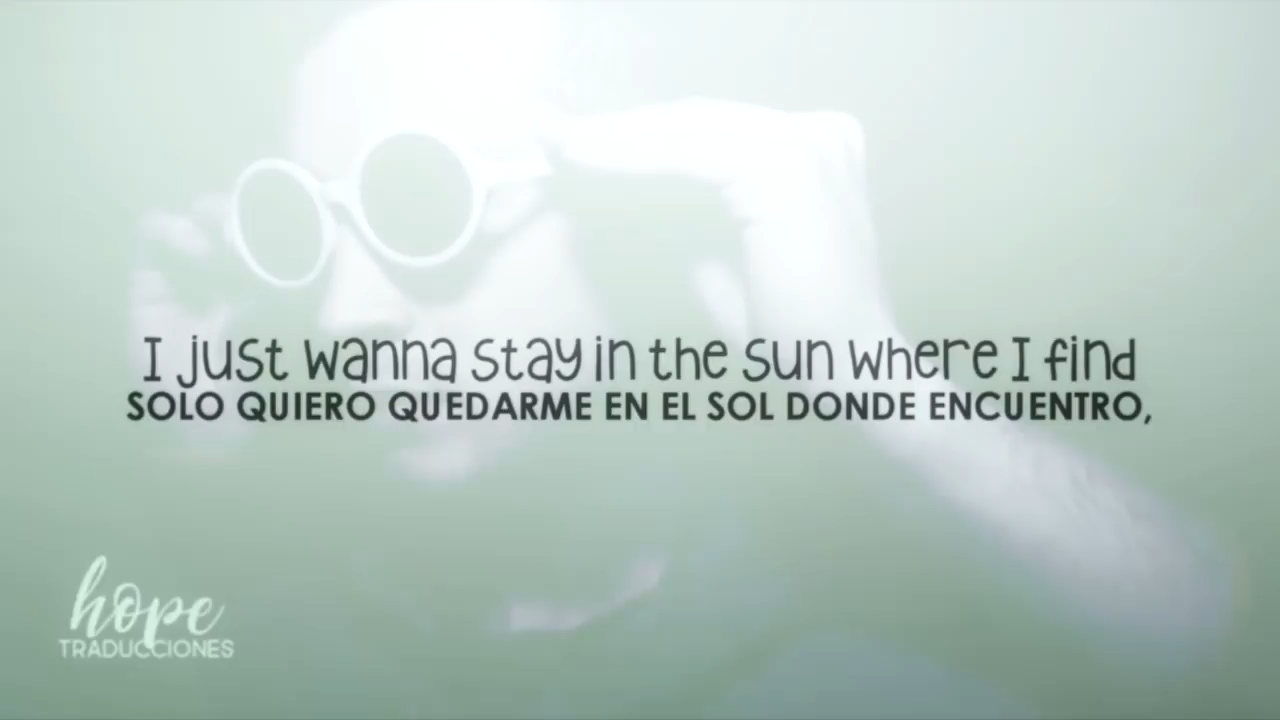 I just wanna stay in the sun where I find
SOLO QUIERO QUEDARME EN EL SOL DONDE ENCUENTRO,
hope
TRADUCCIONES